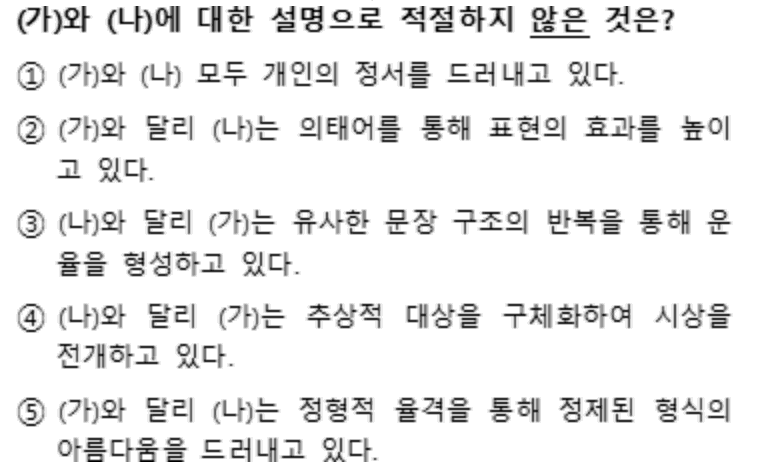 (가)와 (나)에 대한 설명으로 적절하지 않은 것은?
① (가)와 (나) 모두 개인의 정서를 드러내고 있다.
② (가)와 달리 (나)는 의태어를 통해 표현의 효과를 높이
고 있다.
③ (나)와 달리 (가)는 유사한 문장 구조의 반복을 통해 운
율을 형성하고 있다.
④ (나)와 달리 (가)는 추상적 대상을 구체화하여 시상을
전개하고 있다.
⑤ (가)와 달리 (나)는 정형적 율격을 통해 정제된 형식의
아름다움을 드러내고 있다.